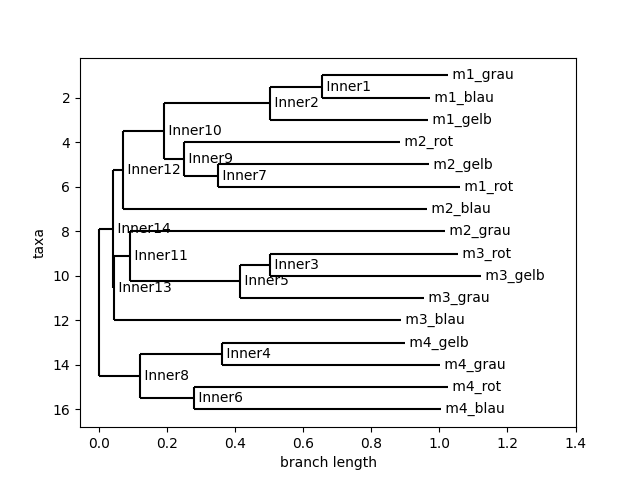 m1_grau
Inner1
2
m1_blau
Inner2
m1_gelb
Inner10
4
m2_rot
Inner9
m2_gelb
Inner12
Inner7
6
m1_rot
m2_blau
Inner14
8
m2_grau
taxa
m3_rot
Inner11
Inner3
10
m3_gelb
Inner5
Inner13
m3_grau
12
m3_blau
m4_gelb
Inner4
14
m4_grau
Inner8
m4_rot
Inner6
16
m4_blau
0.0 0.2 0.4 0.6 0.8 1.0 1.2 1.4
branch length